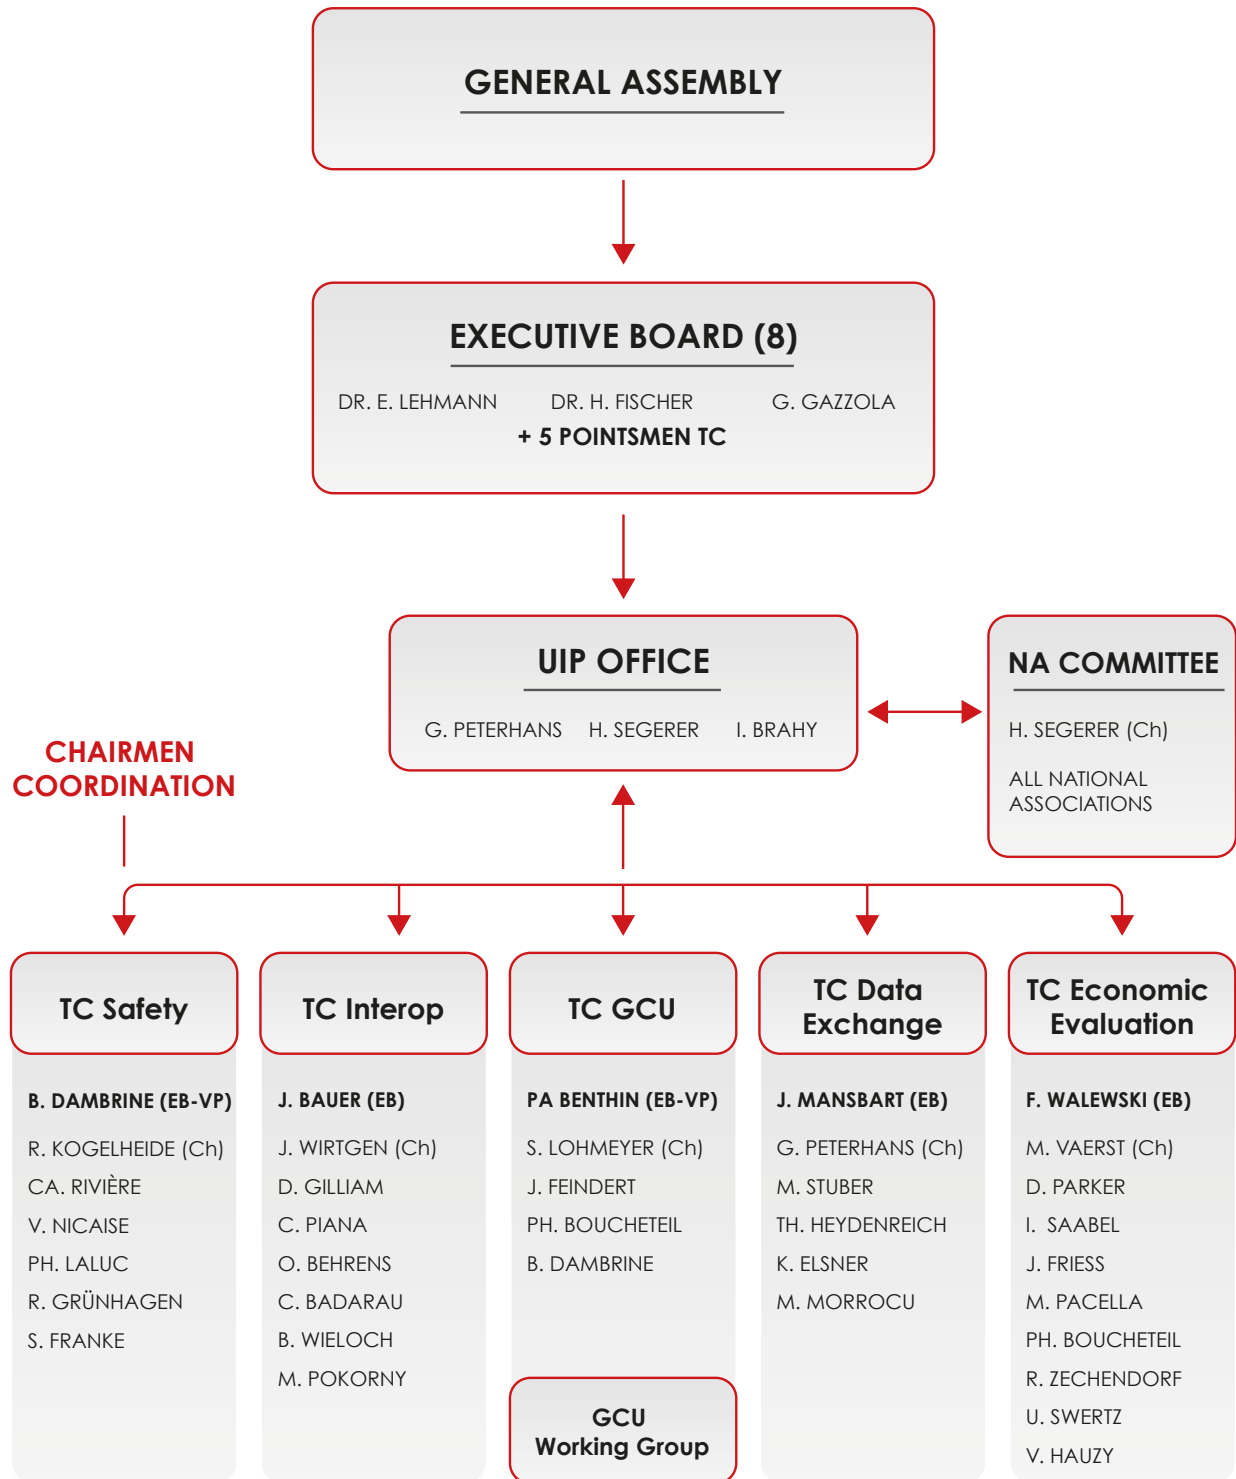 GENERAL ASSEMBLY
EXECUTIVE BOARD (8)
DR. E. LEHMANN DR. H. FISCHER G. GAZZOLA
+ 5 POINTSMEN TC
UIP OFFICE
G. PETERHANS H. SEGERER I. BRAHY
NA COMMITTEE
H. SEGERER (Ch)
ALL NATIONAL
ASSOCIATIONS
CHAIRMEN
COORDINATION
TC Safety
B. DAMBRINE (EB-VP)
R. KOGELHEIDE (Ch)
CA. RIVIÈRE
V. NICAISE
PH. LALUC
R. GRÜNHAGEN
S. FRANKE
TC Interop
J. BAUER (EB)
J. WIRTGEN (Ch)
D. GILLIAM
C. PIANA
O. BEHRENS
C. BADARAU
B. WIELOCH
M. POKORNY
TC GCU
PA BENTHIN (EB-VP)
S. LOHMEYER (Ch)
J. FEINDERT
PH. BOUCHETEIL
B. DAMBRINE
GCU
Working Group
TC Data
Exchange
J. MANSBART (EB)
G. PETERHANS (Ch)
M. STUBER
TH. HEYDENREICH
K. ELSNER
M. MORROCU
TC Economic
Evaluation
F. WALEWSKI (EB)
M. VAERST (Ch)
D. PARKER
I. SAABEL
J. FRIESS
M. PACELLA
PH. BOUCHETEIL
R. ZECHENDORF
U. SWERTZ
V. HAUZY